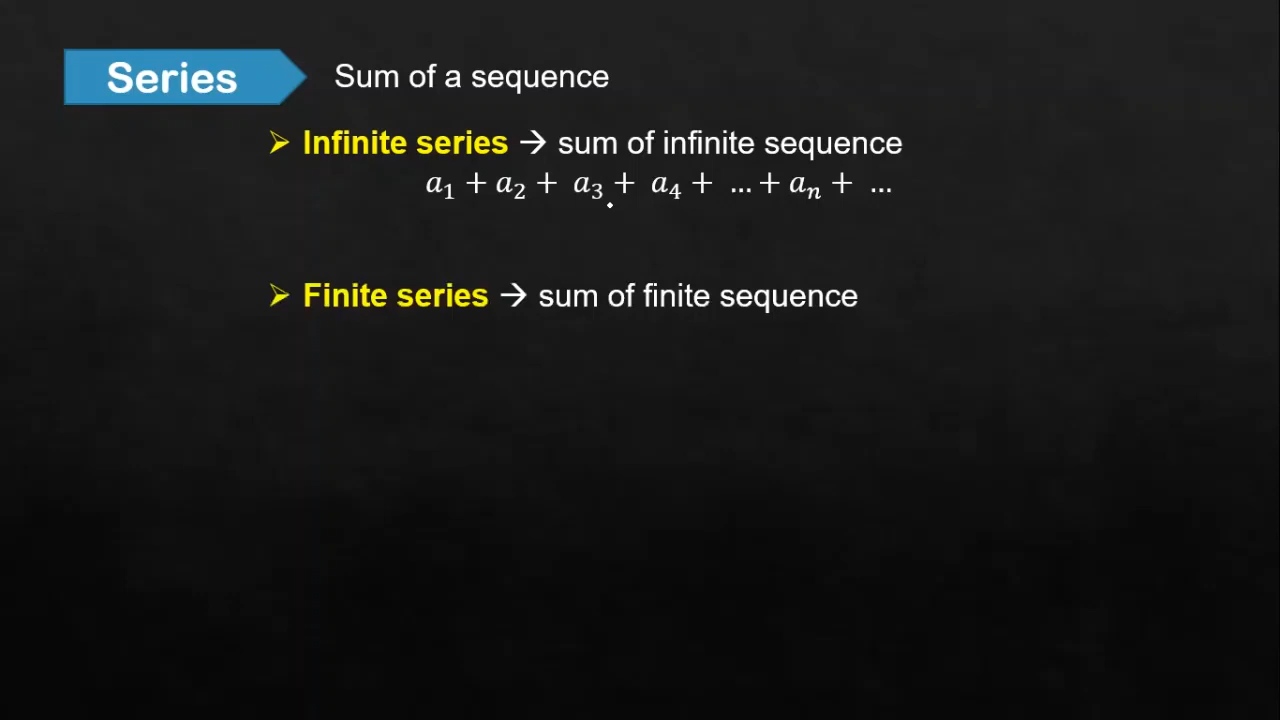 Series Sum of a sequence
➢ Infinite series → sum of infinite sequence
a₁ + a₂ + a₃ + a₄ + … + aₙ + …
➢ Finite series → sum of finite sequence